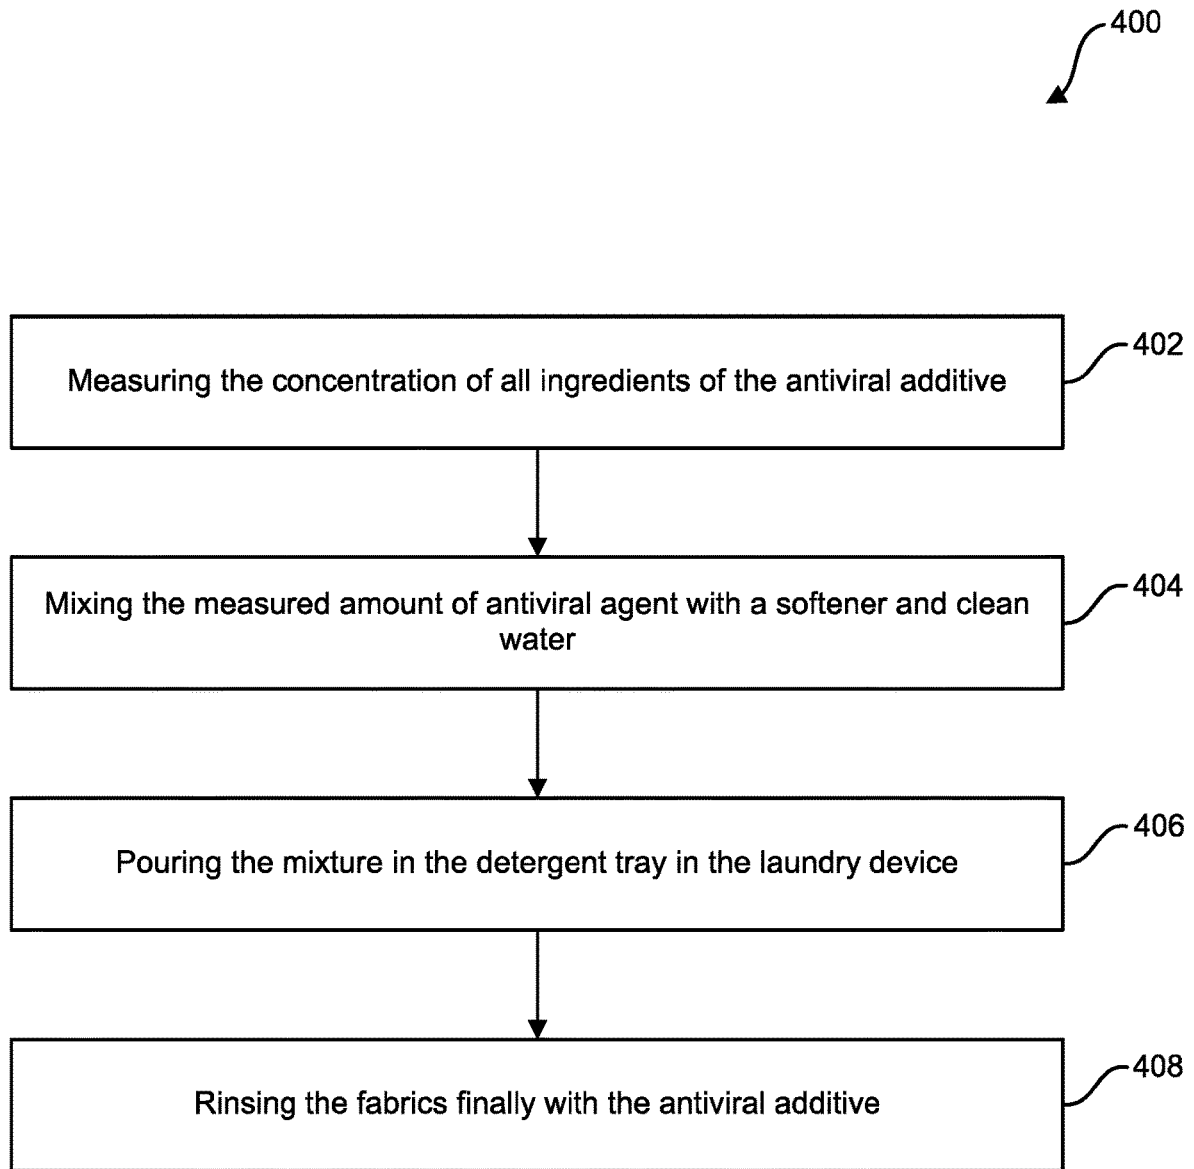 400
Measuring the concentration of all ingredients of the antiviral additive
402
Mixing the measured amount of antiviral agent with a softener and clean
water
404
Pouring the mixture in the detergent tray in the laundry device
406
Rinsing the fabrics finally with the antiviral additive
408